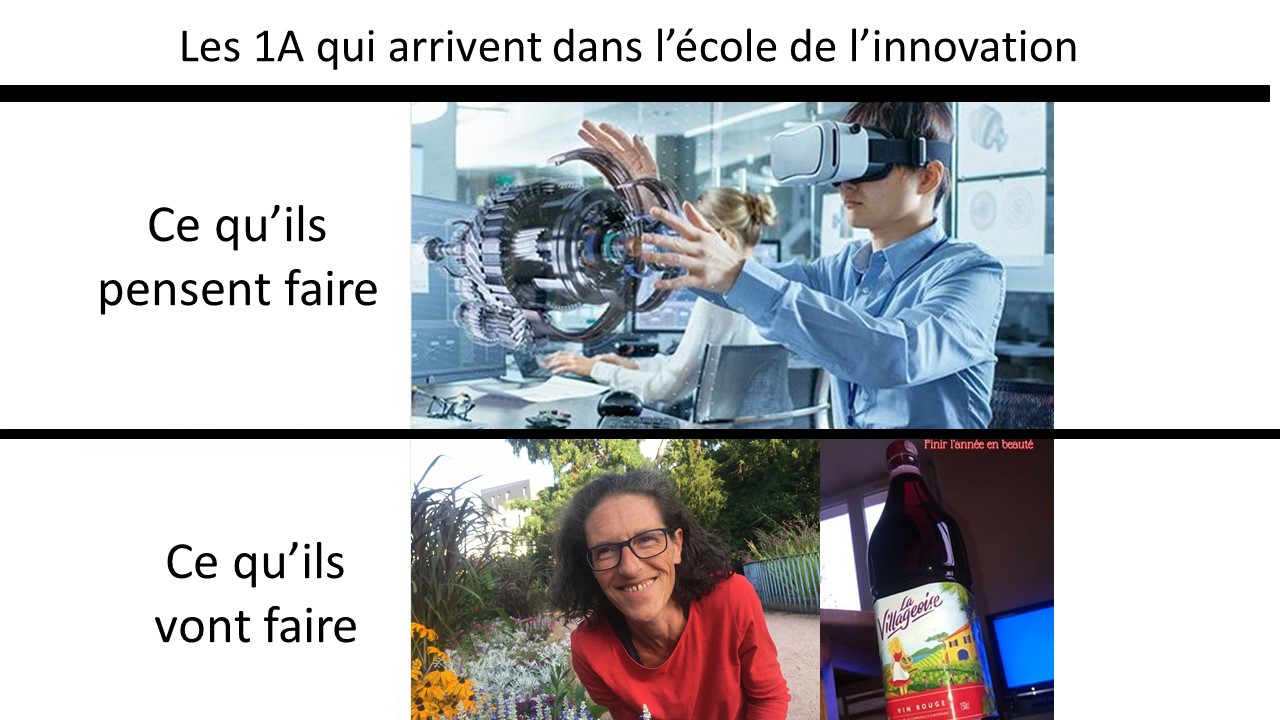 Les 1A qui arrivent dans l’école de l’innovation
Ce qu’ils
pensent faire
Finir l'année en beauté
Ce qu’ils
vont faire
La
Villageoise
VIN ROUGE